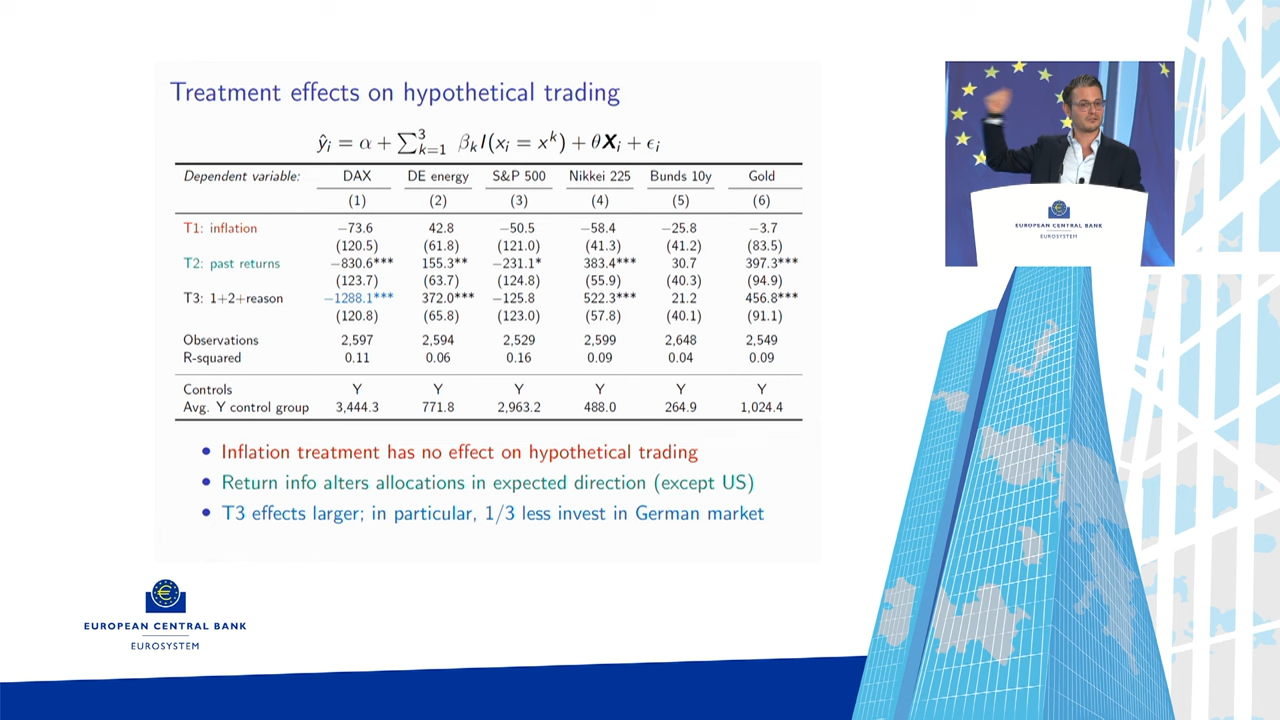 Treatment effects on hypothetical trading
ŷᵢ = α + ∑³ₖ₌₁ βₖI(xᵢ = xᵏ) + θXᵢ + ϵᵢ
Dependent variable: DAX DE energy S&P 500 Nikkei 225 Bunds 10y Gold
(1) (2) (3) (4) (5) (6)
T1: inflation −73.6 42.8 −50.5 −58.4 −25.8 −3.7
(120.5) (61.8) (121.0) (41.3) (41.2) (83.5)
T2: past returns −830.6*** 155.3** −231.1* 383.4*** 30.7 397.3***
(123.7) (63.7) (124.8) (55.9) (40.3) (94.9)
T3: 1+2+reason −1288.1*** 372.0*** −125.8 522.3*** 21.2 456.8***
(120.8) (65.8) (123.0) (57.8) (40.1) (91.1)
Observations 2,597 2,594 2,529 2,599 2,648 2,549
R-squared 0.11 0.06 0.16 0.09 0.04 0.09
Controls Y Y Y Y Y Y
Avg. Y control group 3,444.3 771.8 2,963.2 488.0 264.9 1,024.4
• Inflation treatment has no effect on hypothetical trading
• Return info alters allocations in expected direction (except US)
• T3 effects larger; in particular, 1/3 less invest in German market
EUROPEAN CENTRAL BANK
EUROSYSTEM
EUROPEAN CENTRAL BANK
EUROSYSTEM